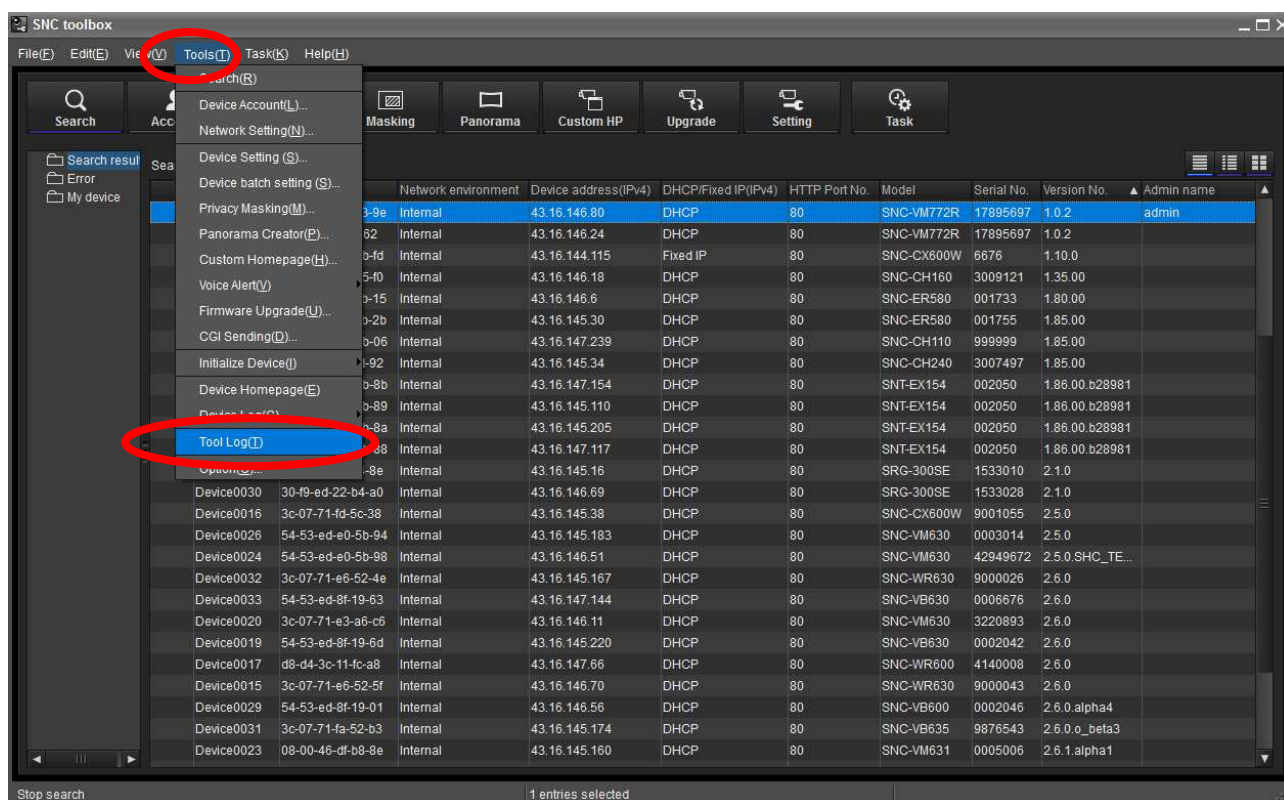 SNC toolbox
File(F) Edit(E) View(V) Tools(T) Task(K) Help(H)
Search(R)
Device Account(L)...
Network Setting(N)...
Device Setting (S)...
Device batch setting (S)...
Privacy Masking(M)...
Panorama Creator(P)...
Custom Homepage(H)...
Voice Alert(V)
Firmware Upgrade(U)...
CGI Sending(D)...
Initialize Device(I)
Device Homepage(E)
Tool Log(T)
Search Masking Panorama Custom HP Upgrade Setting Task
Search result
Error
My device
Network environment Device address(IPv4) DHCP/Fixed IP(IPv4) HTTP Port No. Model Serial No. Version No. Admin name
Internal 43.16.146.80 DHCP 80 SNC-VM772R 17895697 1.0.2 admin
62 Internal 43.16.146.24 DHCP 80 SNC-VM772R 17895697 1.0.2
Internal 43.16.144.115 Fixed IP 80 SNC-CX600W 6676 1.10.0
Internal 43.16.146.18 DHCP 80 SNC-CH160 3009121 1.35.00
Internal 43.16.146.6 DHCP 80 SNC-ER580 001733 1.80.00
Internal 43.16.145.30 DHCP 80 SNC-ER580 001755 1.85.00
Internal 43.16.147.239 DHCP 80 SNC-CH110 999999 1.85.00
Internal 43.16.145.34 DHCP 80 SNC-CH240 3007497 1.85.00
Internal 43.16.147.154 DHCP 80 SNT-EX154 002050 1.86.00.b28981
Internal 43.16.145.110 DHCP 80 SNT-EX154 002050 1.86.00.b28981
Internal 43.16.145.205 DHCP 80 SNT-EX154 002050 1.86.00.b28981
Internal 43.16.147.117 DHCP 80 SNT-EX154 002050 1.86.00.b28981
Internal 43.16.145.16 DHCP 80 SRG-300SE 1533010 2.1.0
Device0030 30-f9-ed-22-b4-a0 Internal 43.16.146.69 DHCP 80 SRG-300SE 1533028 2.1.0
Device0016 3c-07-71-fd-5c-38 Internal 43.16.145.38 DHCP 80 SNC-CX600W 9001055 2.5.0
Device0026 54-53-ed-e0-5b-94 Internal 43.16.145.183 DHCP 80 SNC-VM630 0003014 2.5.0
Device0024 54-53-ed-e0-5b-98 Internal 43.16.146.51 DHCP 80 SNC-VM630 42949672 2.5.0.SHC_TE...
Device0032 3c-07-71-e6-52-4e Internal 43.16.145.167 DHCP 80 SNC-WR630 9000026 2.6.0
Device0033 54-53-ed-8f-19-63 Internal 43.16.147.144 DHCP 80 SNC-VB630 0006676 2.6.0
Device0020 3c-07-71-e3-a6-c6 Internal 43.16.146.11 DHCP 80 SNC-VM630 3220893 2.6.0
Device0019 54-53-ed-8f-19-6d Internal 43.16.145.220 DHCP 80 SNC-VB630 0002042 2.6.0
Device0017 d8-d4-3c-11-fc-a8 Internal 43.16.147.66 DHCP 80 SNC-WR600 4140008 2.6.0
Device0015 3c-07-71-e6-52-5f Internal 43.16.146.70 DHCP 80 SNC-WR630 9000043 2.6.0
Device0029 54-53-ed-8f-19-01 Internal 43.16.146.56 DHCP 80 SNC-VB600 0002046 2.6.0.alpha4
Device0031 3c-07-71-fa-52-b3 Internal 43.16.145.174 DHCP 80 SNC-VB635 9876543 2.6.0.o_beta3
Device0023 08-00-46-df-b8-8e Internal 43.16.145.160 DHCP 80 SNC-VM631 0005006 2.6.1.alpha1
Stop search 1 entries selected